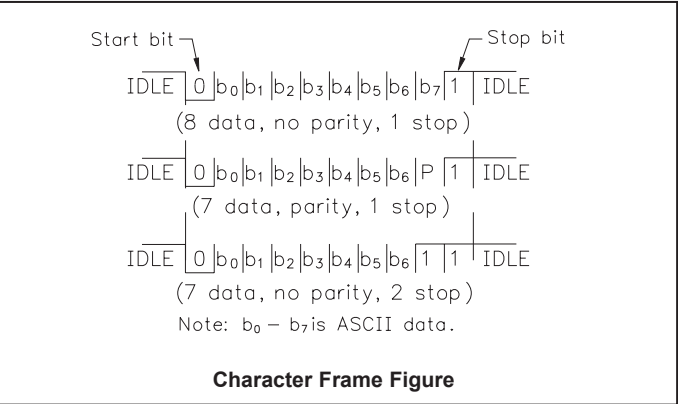 Start bit Stop bit
IDLE 0 b₀ b₁ b₂ b₃ b₄ b₅ b₆ b₇ 1 IDLE
(8 data, no parity, 1 stop)
IDLE 0 b₀ b₁ b₂ b₃ b₄ b₅ b₆ P 1 IDLE
(7 data, parity, 1 stop)
IDLE 0 b₀ b₁ b₂ b₃ b₄ b₅ b₆ 1 1 IDLE
(7 data, no parity, 2 stop)
Note: b₀ – b₇ is ASCII data.
Character Frame Figure